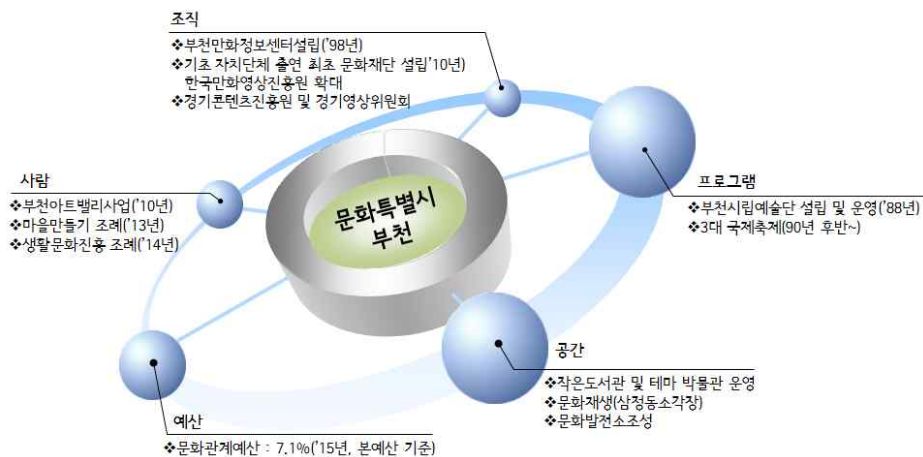 조직
❖부천만화정보센터설립('98년)
❖기초 자치단체 출연 최초 문화재단 설립'10년)
한국만화영상진흥원 확대
❖경기콘텐츠진흥원 및 경기영상위원회
사람
❖부천아트밸리사업('10년)
❖마을만들기 조례('13년)
❖생활문화진흥 조례('14년)
문화특별시
부천
프로그램
❖부천시립예술단 설립 및 운영('88년)
❖3대 국제축제(90년 후반~)
공간
❖작은도서관 및 테마 박물관 운영
❖문화재생(삼정동소각장)
❖문화발전소조성
예산
❖문화관계예산 : 7.1%('15년, 본예산 기준)